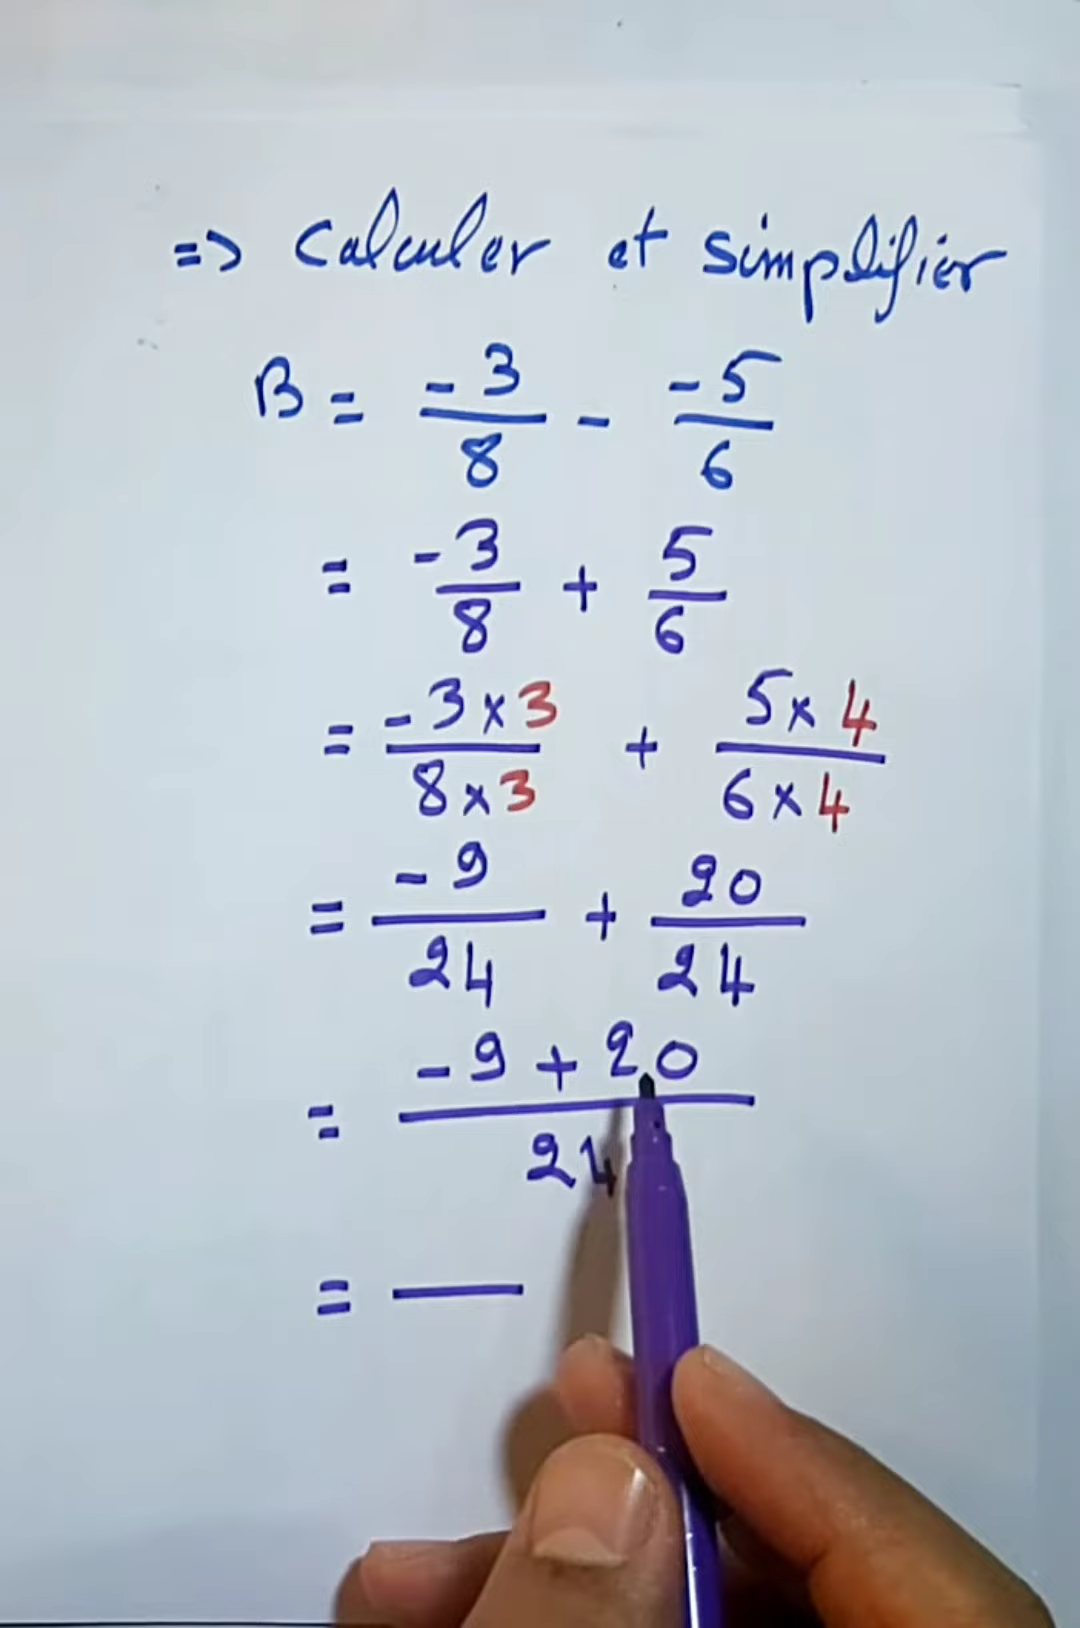 => Calculer et simplifier
B = -3/8 - -5/6
= -3/8 + 5/6
= -3×3/8×3 + 5×4/6×4
= -9/24 + 20/24
= -9+20/24
= —